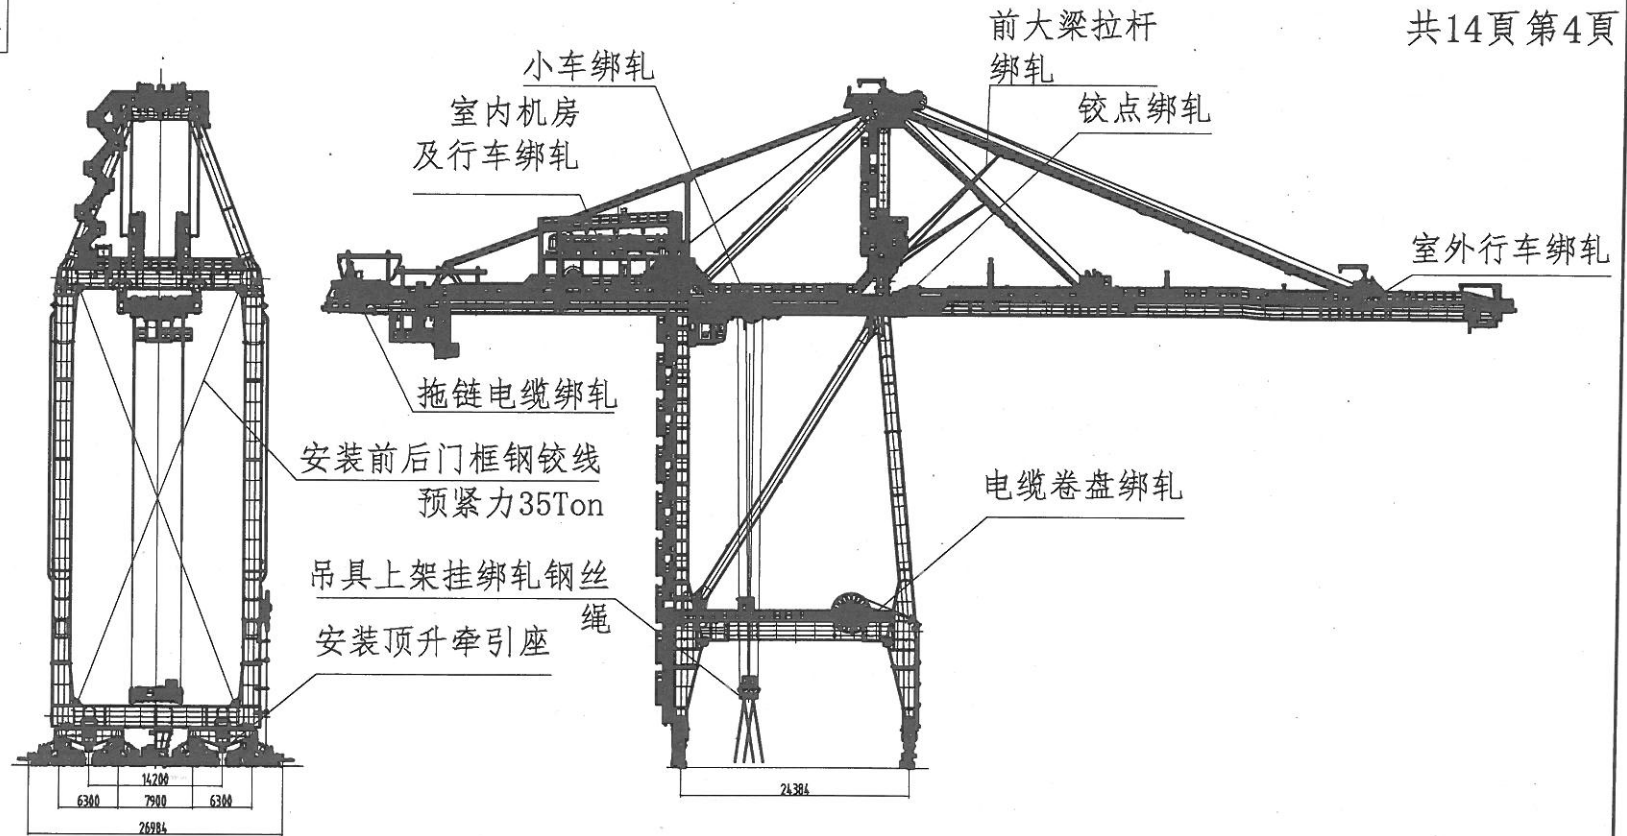 共14頁第4頁
前大梁拉杆
绑轧
小车绑轧
铰点绑轧
室内机房
及行车绑轧
室外行车绑轧
拖链电缆绑轧
安装前后门框钢铰线
预紧力35Ton
电缆卷盘绑轧
吊具上架挂绑轧钢丝
绳
安装顶升牵引座
14200
6300
7900
6300
26984
24384